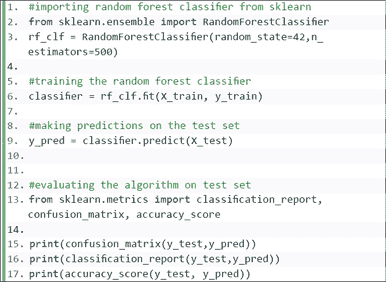 1. #importing random forest classifier from sklearn
2. from sklearn.ensemble import RandomForestClassifier
3. rf_clf = RandomForestClassifier(random_state=42,n_
estimators=500)
4.
5. #training the random forest classifier
6. classifier = rf_clf.fit(X_train, y_train)
7.
8. #making predictions on the test set
9. y_pred = classifier.predict(X_test)
10.
11.
12. #evaluating the algorithm on test set
13. from sklearn.metrics import classification_report,
confusion_matrix, accuracy_score
14.
15. print(confusion_matrix(y_test,y_pred))
16. print(classification_report(y_test,y_pred))
17. print(accuracy_score(y_test, y_pred))